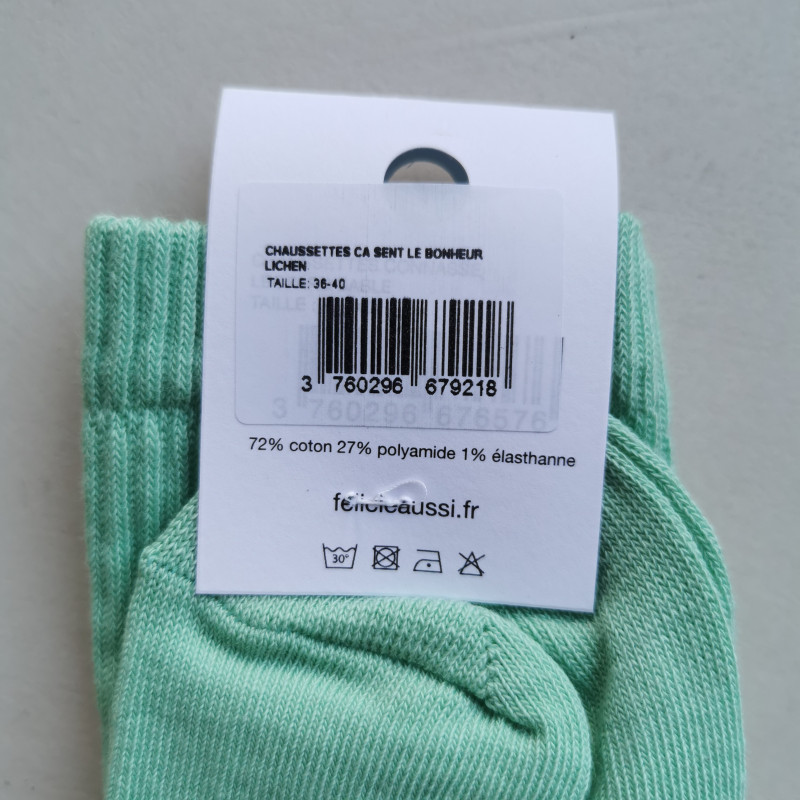 CHAUSSETTES CA SENT LE BONHEUR
LICHEN
TAILLE: 36-40
3 760296 679218
3 760296 676576
72% coton 27% polyamide 1% élasthanne
felicieaussi.fr
30°